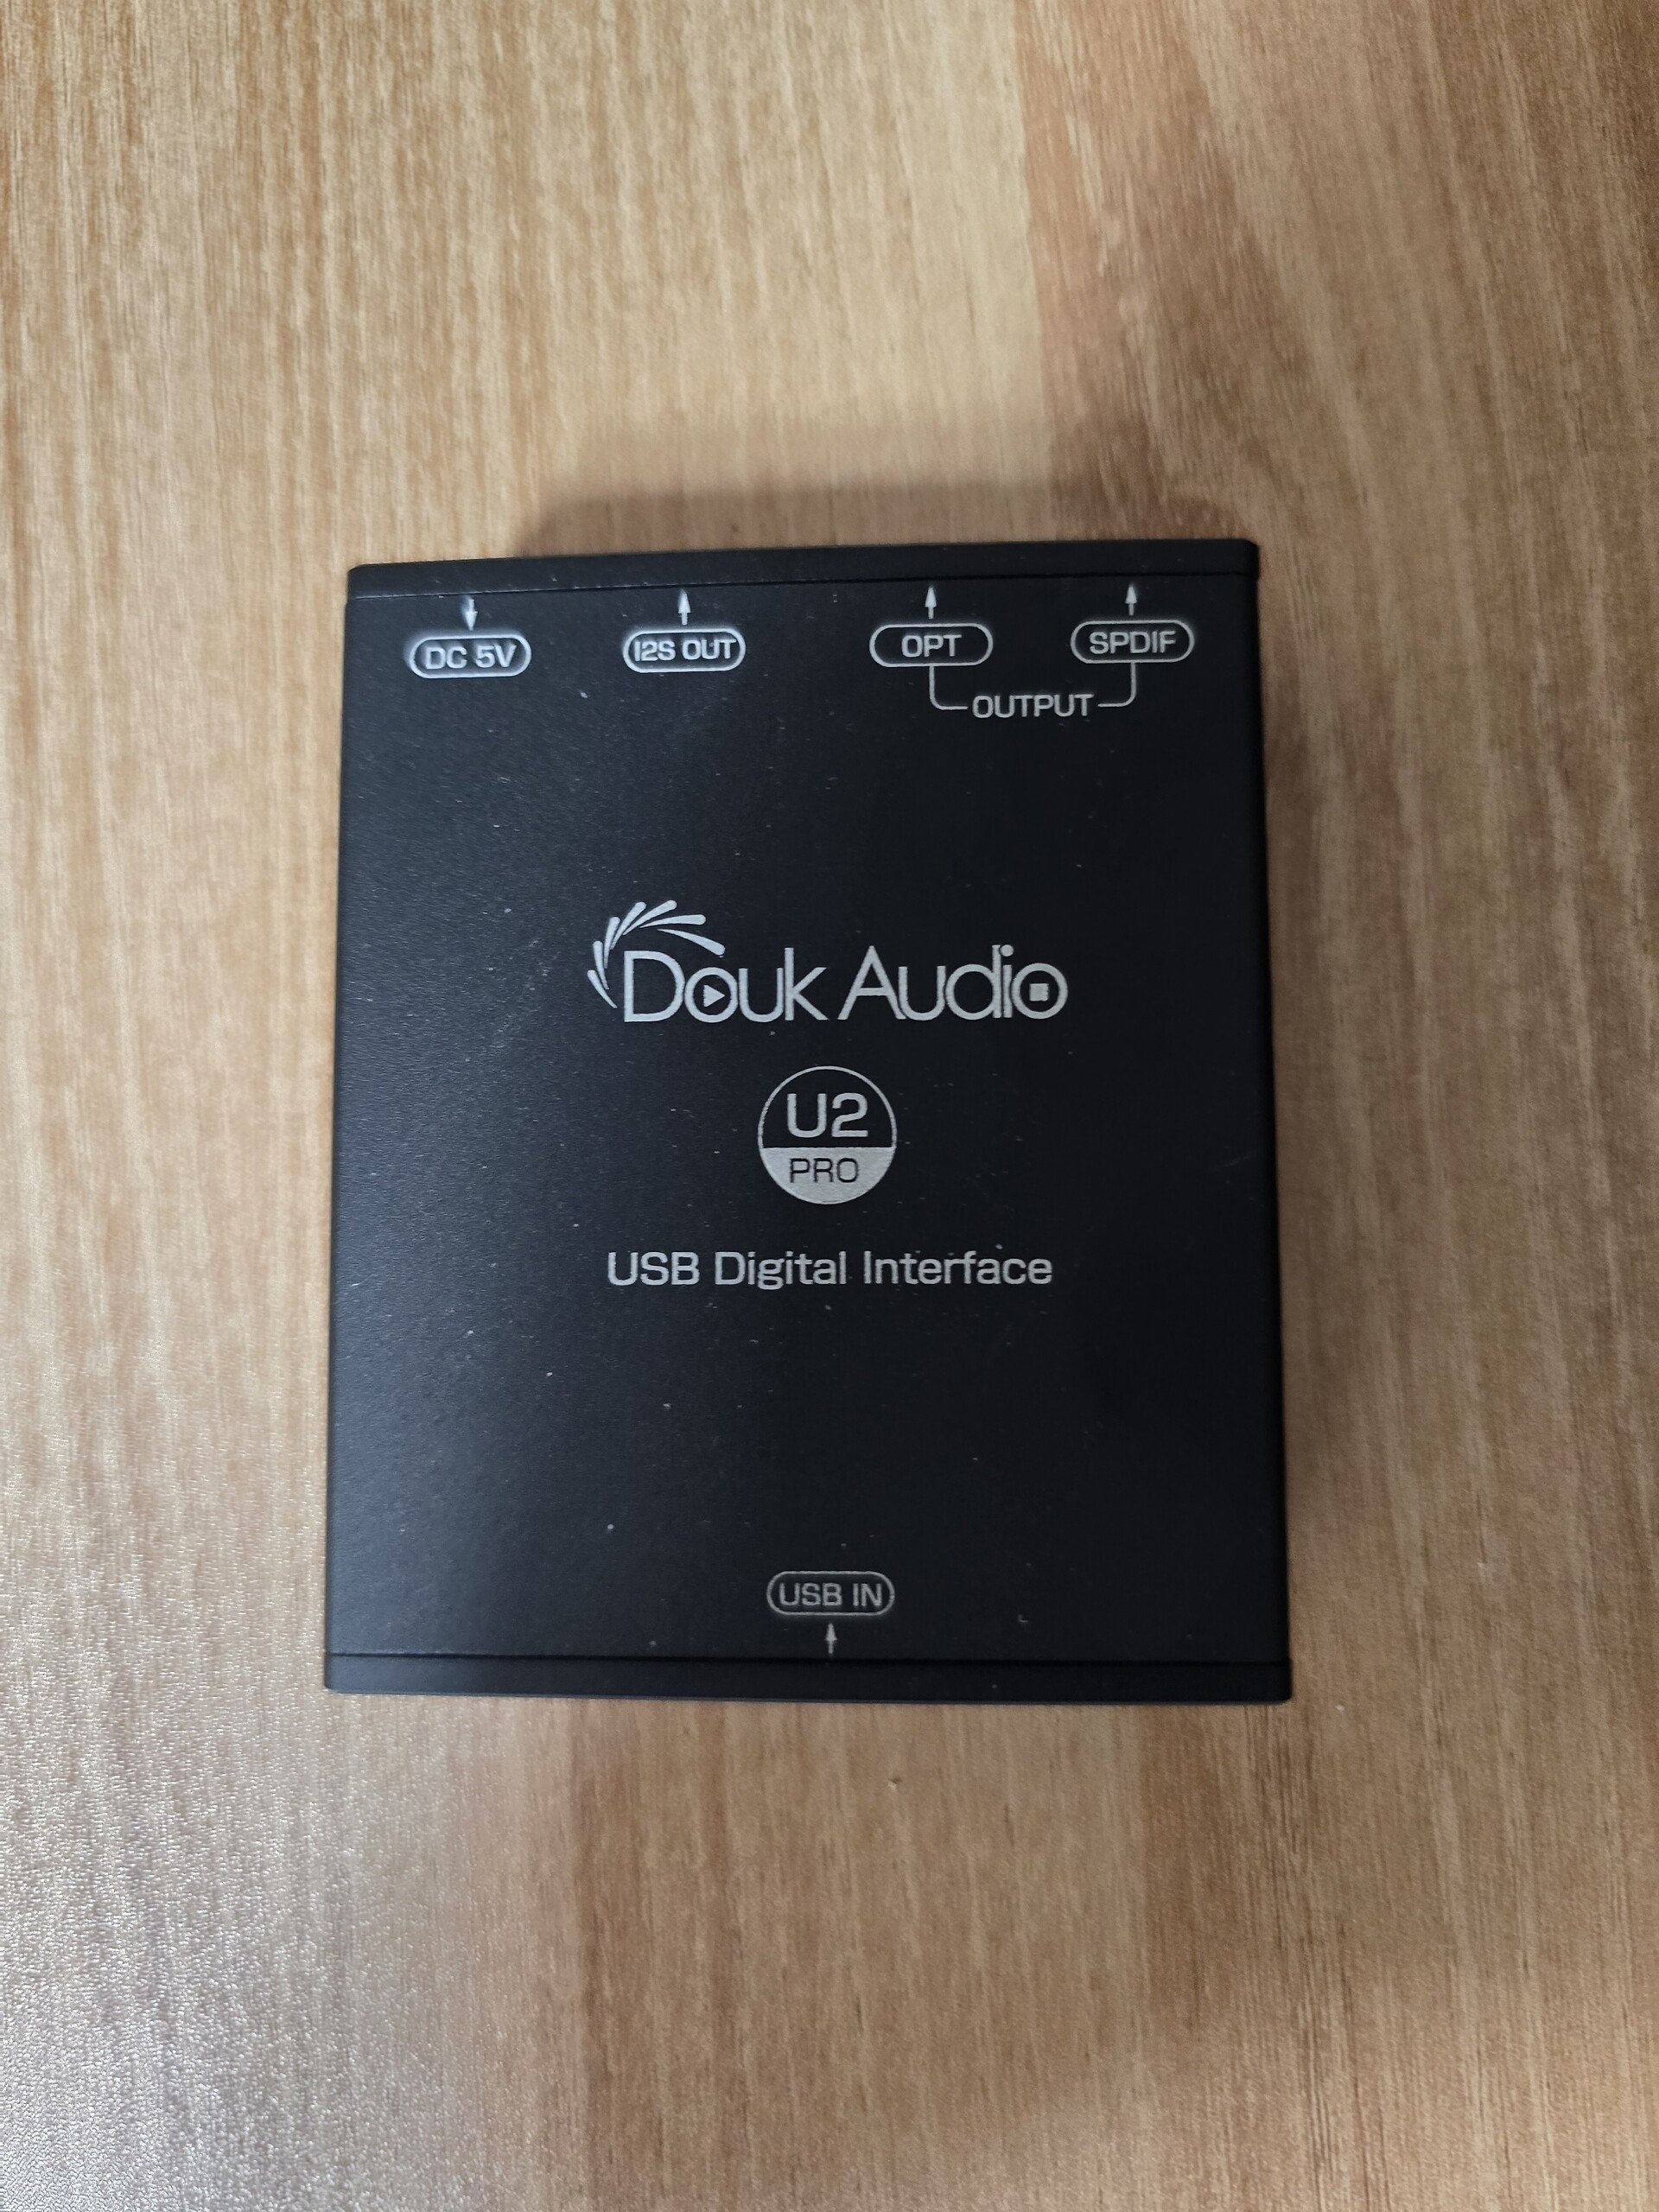 DC 5V I2S OUT OPT SPDIF
OUTPUT
Douk Audio
U2
PRO
USB Digital Interface
USB IN